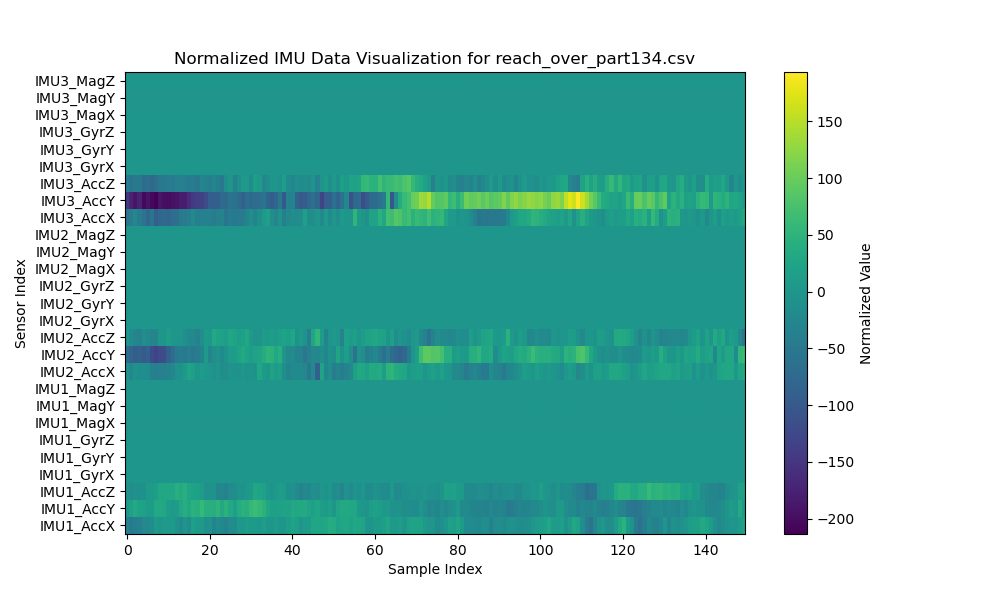 Normalized IMU Data Visualization for reach_over_part134.csv
IMU3_MagZ
IMU3_MagY
IMU3_MagX
IMU3_GyrZ
IMU3_GyrY
IMU3_GyrX
IMU3_AccZ
IMU3_AccY
IMU3_AccX
IMU2_MagZ
IMU2_MagY
IMU2_MagX
IMU2_GyrZ
IMU2_GyrY
IMU2_GyrX
IMU2_AccZ
IMU2_AccY
IMU2_AccX
IMU1_MagZ
IMU1_MagY
IMU1_MagX
IMU1_GyrZ
IMU1_GyrY
IMU1_GyrX
IMU1_AccZ
IMU1_AccY
IMU1_AccX
Sensor Index
0 20 40 60 80 100 120 140
Sample Index
150
100
50
0
−50
−100
−150
−200
Normalized Value